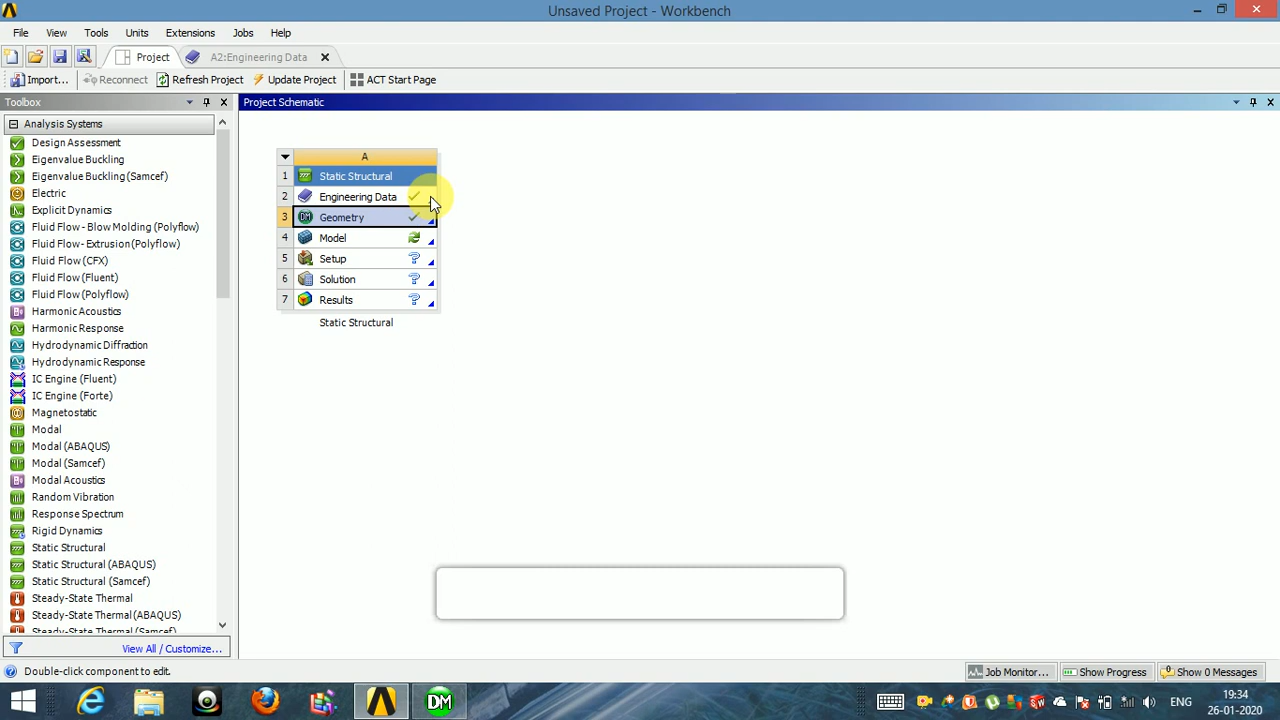 Unsaved Project - Workbench
File View Tools Units Extensions Jobs Help
Project A2:Engineering Data
Import... Reconnect Refresh Project Update Project ACT Start Page
Toolbox
Project Schematic
Analysis Systems
Design Assessment
Eigenvalue Buckling
Eigenvalue Buckling (Samcef)
Electric
Explicit Dynamics
Fluid Flow - Blow Molding (Polyflow)
Fluid Flow - Extrusion (Polyflow)
Fluid Flow (CFX)
Fluid Flow (Fluent)
Fluid Flow (Polyflow)
Harmonic Acoustics
Harmonic Response
Hydrodynamic Diffraction
Hydrodynamic Response
IC Engine (Fluent)
IC Engine (Forte)
Magnetostatic
Modal
Modal (ABAQUS)
Modal (Samcef)
Modal Acoustics
Random Vibration
Response Spectrum
Rigid Dynamics
Static Structural
Static Structural (ABAQUS)
Static Structural (Samcef)
Steady-State Thermal
Steady-State Thermal (ABAQUS)
Steady-State Thermal (Samcef)
View All / Customize...
A
1 Static Structural
2 Engineering Data
3 DM Geometry
4 Model
5 Setup ?
6 Solution ?
7 Results ?
Static Structural
Double-click component to edit.
Job Monitor... Show Progress Show 0 Messages
DM
ENG
19:34
26-01-2020